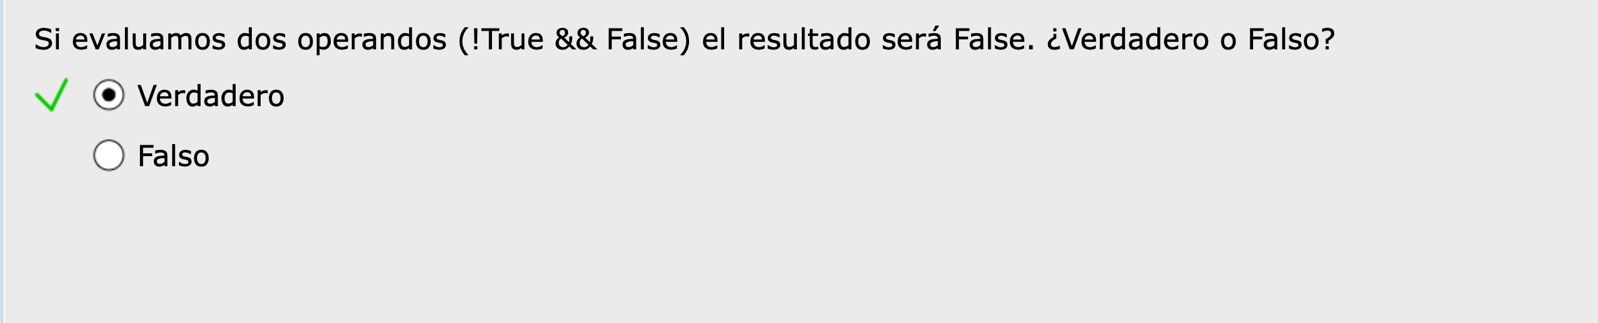 Si evaluamos dos operandos (!True && False) el resultado será False. ¿Verdadero o Falso?
Verdadero
Falso